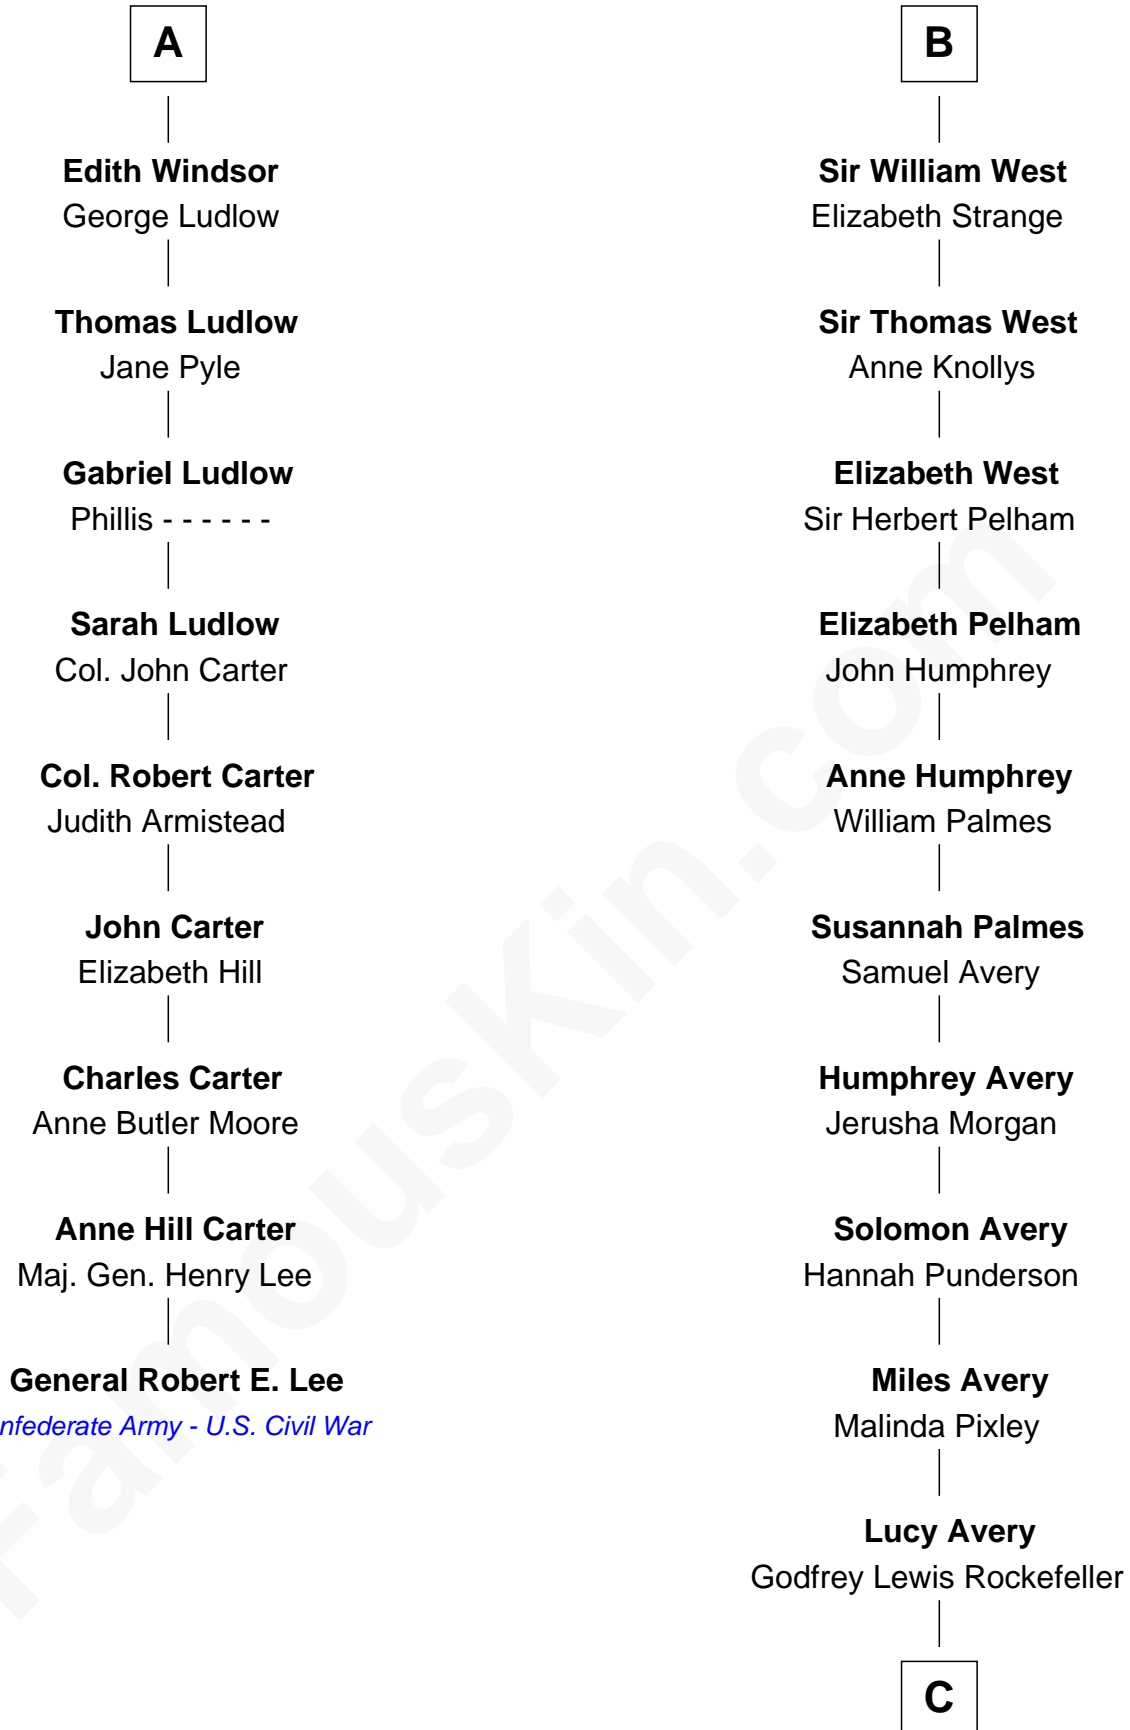 A
Edith Windsor
George Ludlow
Thomas Ludlow
Jane Pyle
Gabriel Ludlow
Phillis - - - - - -
Sarah Ludlow
Col. John Carter
Col. Robert Carter
Judith Armistead
John Carter
Elizabeth Hill
Charles Carter
Anne Butler Moore
Anne Hill Carter
Maj. Gen. Henry Lee
General Robert E. Lee
nfederate Army - U.S. Civil War
B
Sir William West
Elizabeth Strange
Sir Thomas West
Anne Knollys
Elizabeth West
Sir Herbert Pelham
Elizabeth Pelham
John Humphrey
Anne Humphrey
William Palmes
Susannah Palmes
Samuel Avery
Humphrey Avery
Jerusha Morgan
Solomon Avery
Hannah Punderson
Miles Avery
Malinda Pixley
Lucy Avery
Godfrey Lewis Rockefeller
C
FamousKin.com